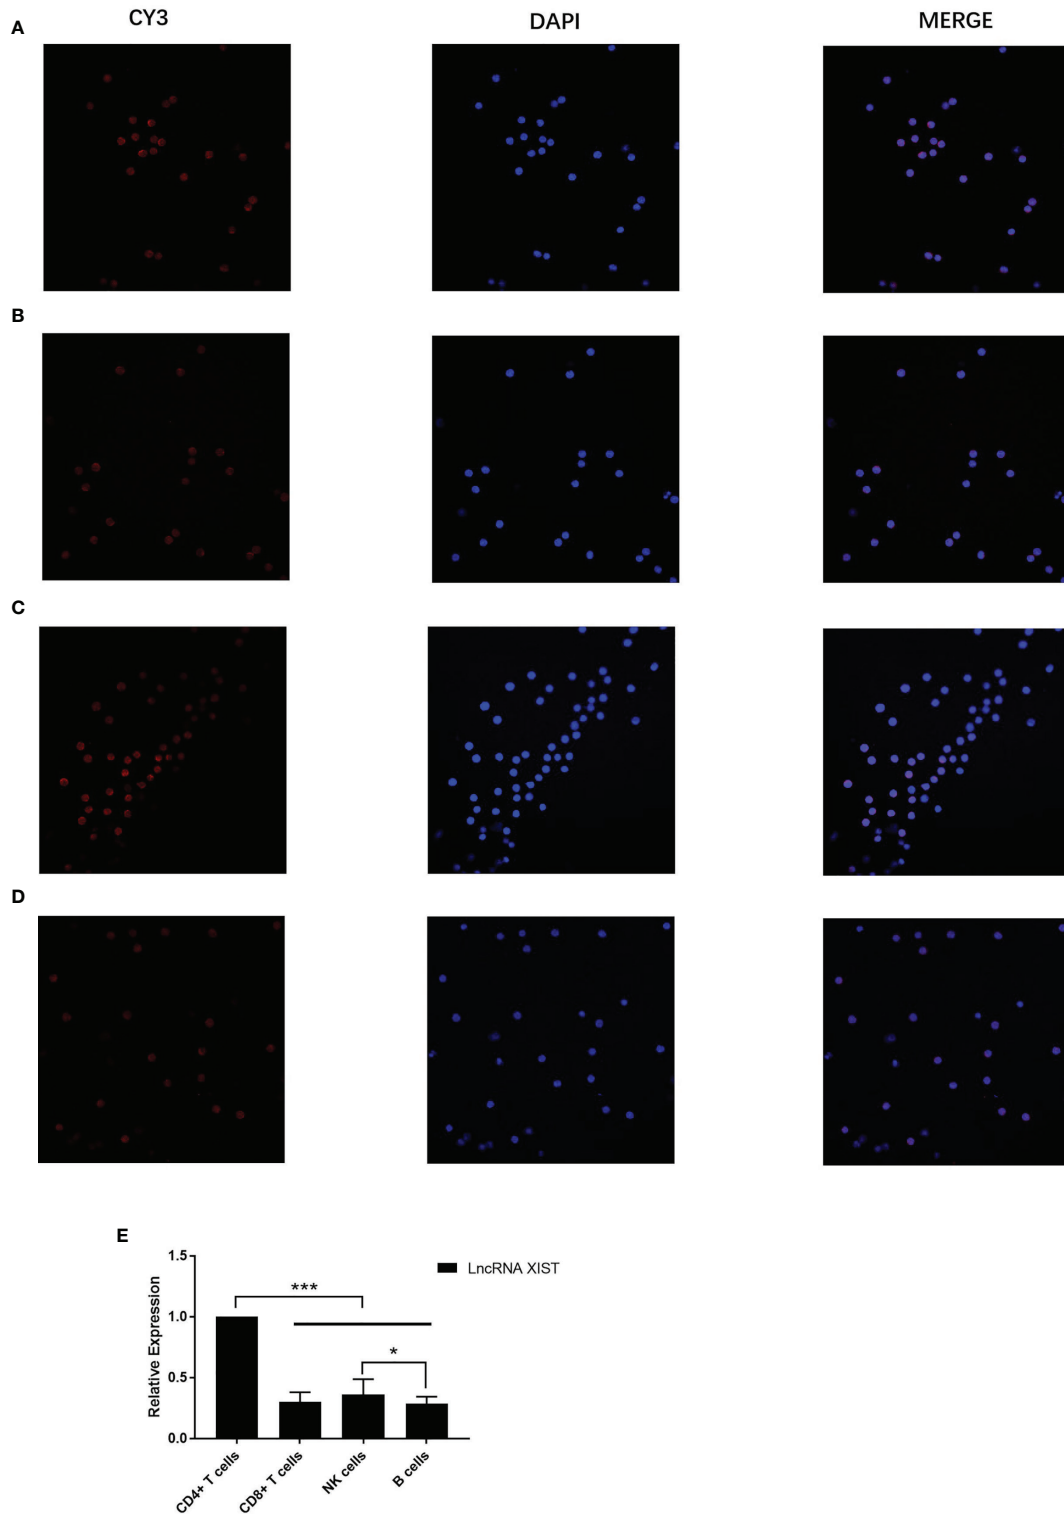 CY3 DAPI MERGE
A
B
C
D
E
1.5
*** LncRNA XIST
1.0
*
0.5
0.0
Relative Expression
CD4+ T cells
CD8+ T cells
NK cells
B cells